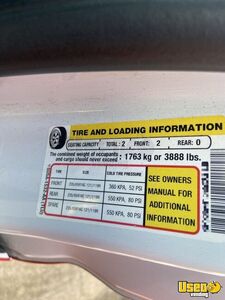 TIRE AND LOADING INFORMATION
SEATING CAPACITY TOTAL: 2 FRONT: 2 REAR: 0
The combined weight of occupants
and cargo should never exceed: 1763 kg or 3888 lbs.
TIRE SIZE COLD TIRE PRESSURE
FRONT 360 KPA, 52 PSI
REAR 550 KPA, 80 PSI
SPARE 550 KPA, 80 PSI
SEE OWNERS
MANUAL FOR
ADDITIONAL
INFORMATION
Used
Vending